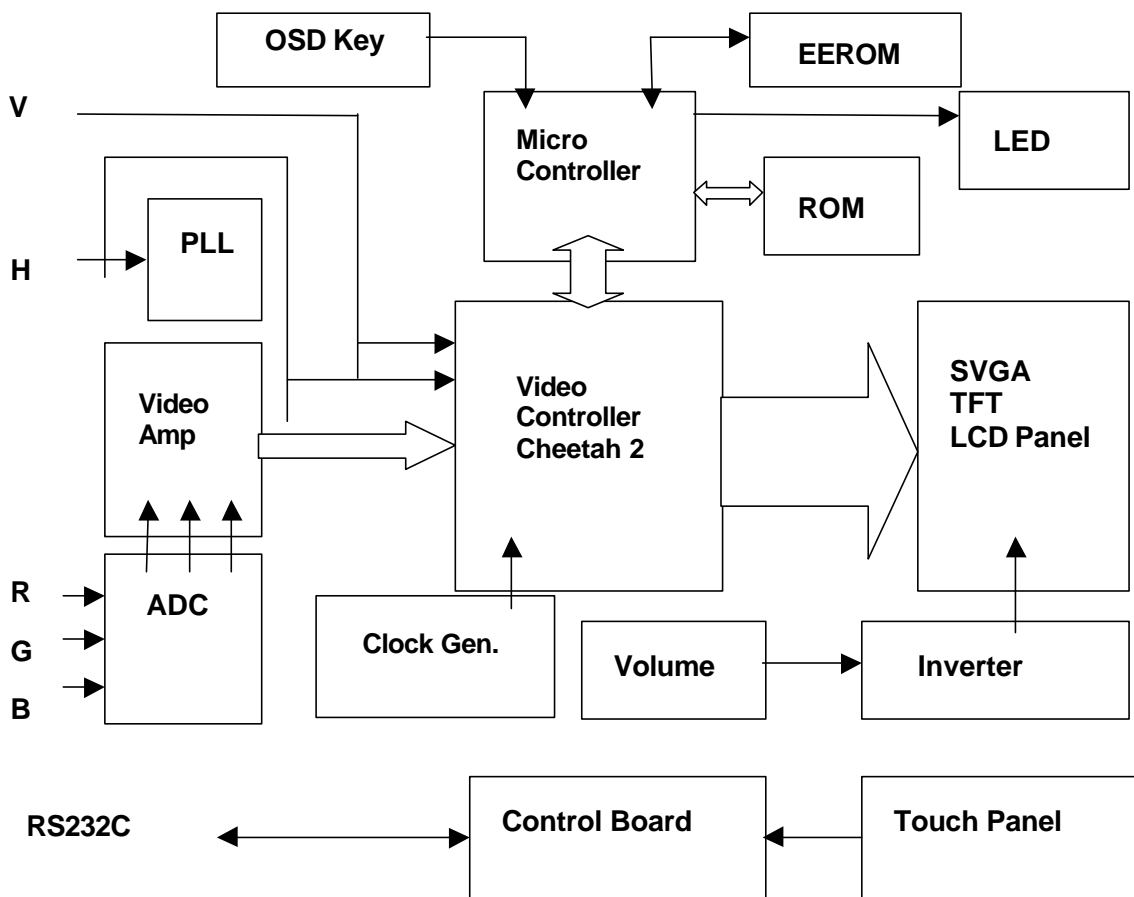 OSD Key
EEROM
V
Micro
Controller
LED
ROM
PLL
H
Video
Amp
Video
Controller
Cheetah 2
SVGA
TFT
LCD Panel
R
G
B
ADC
Clock Gen.
Volume
Inverter
RS232C
Control Board
Touch Panel